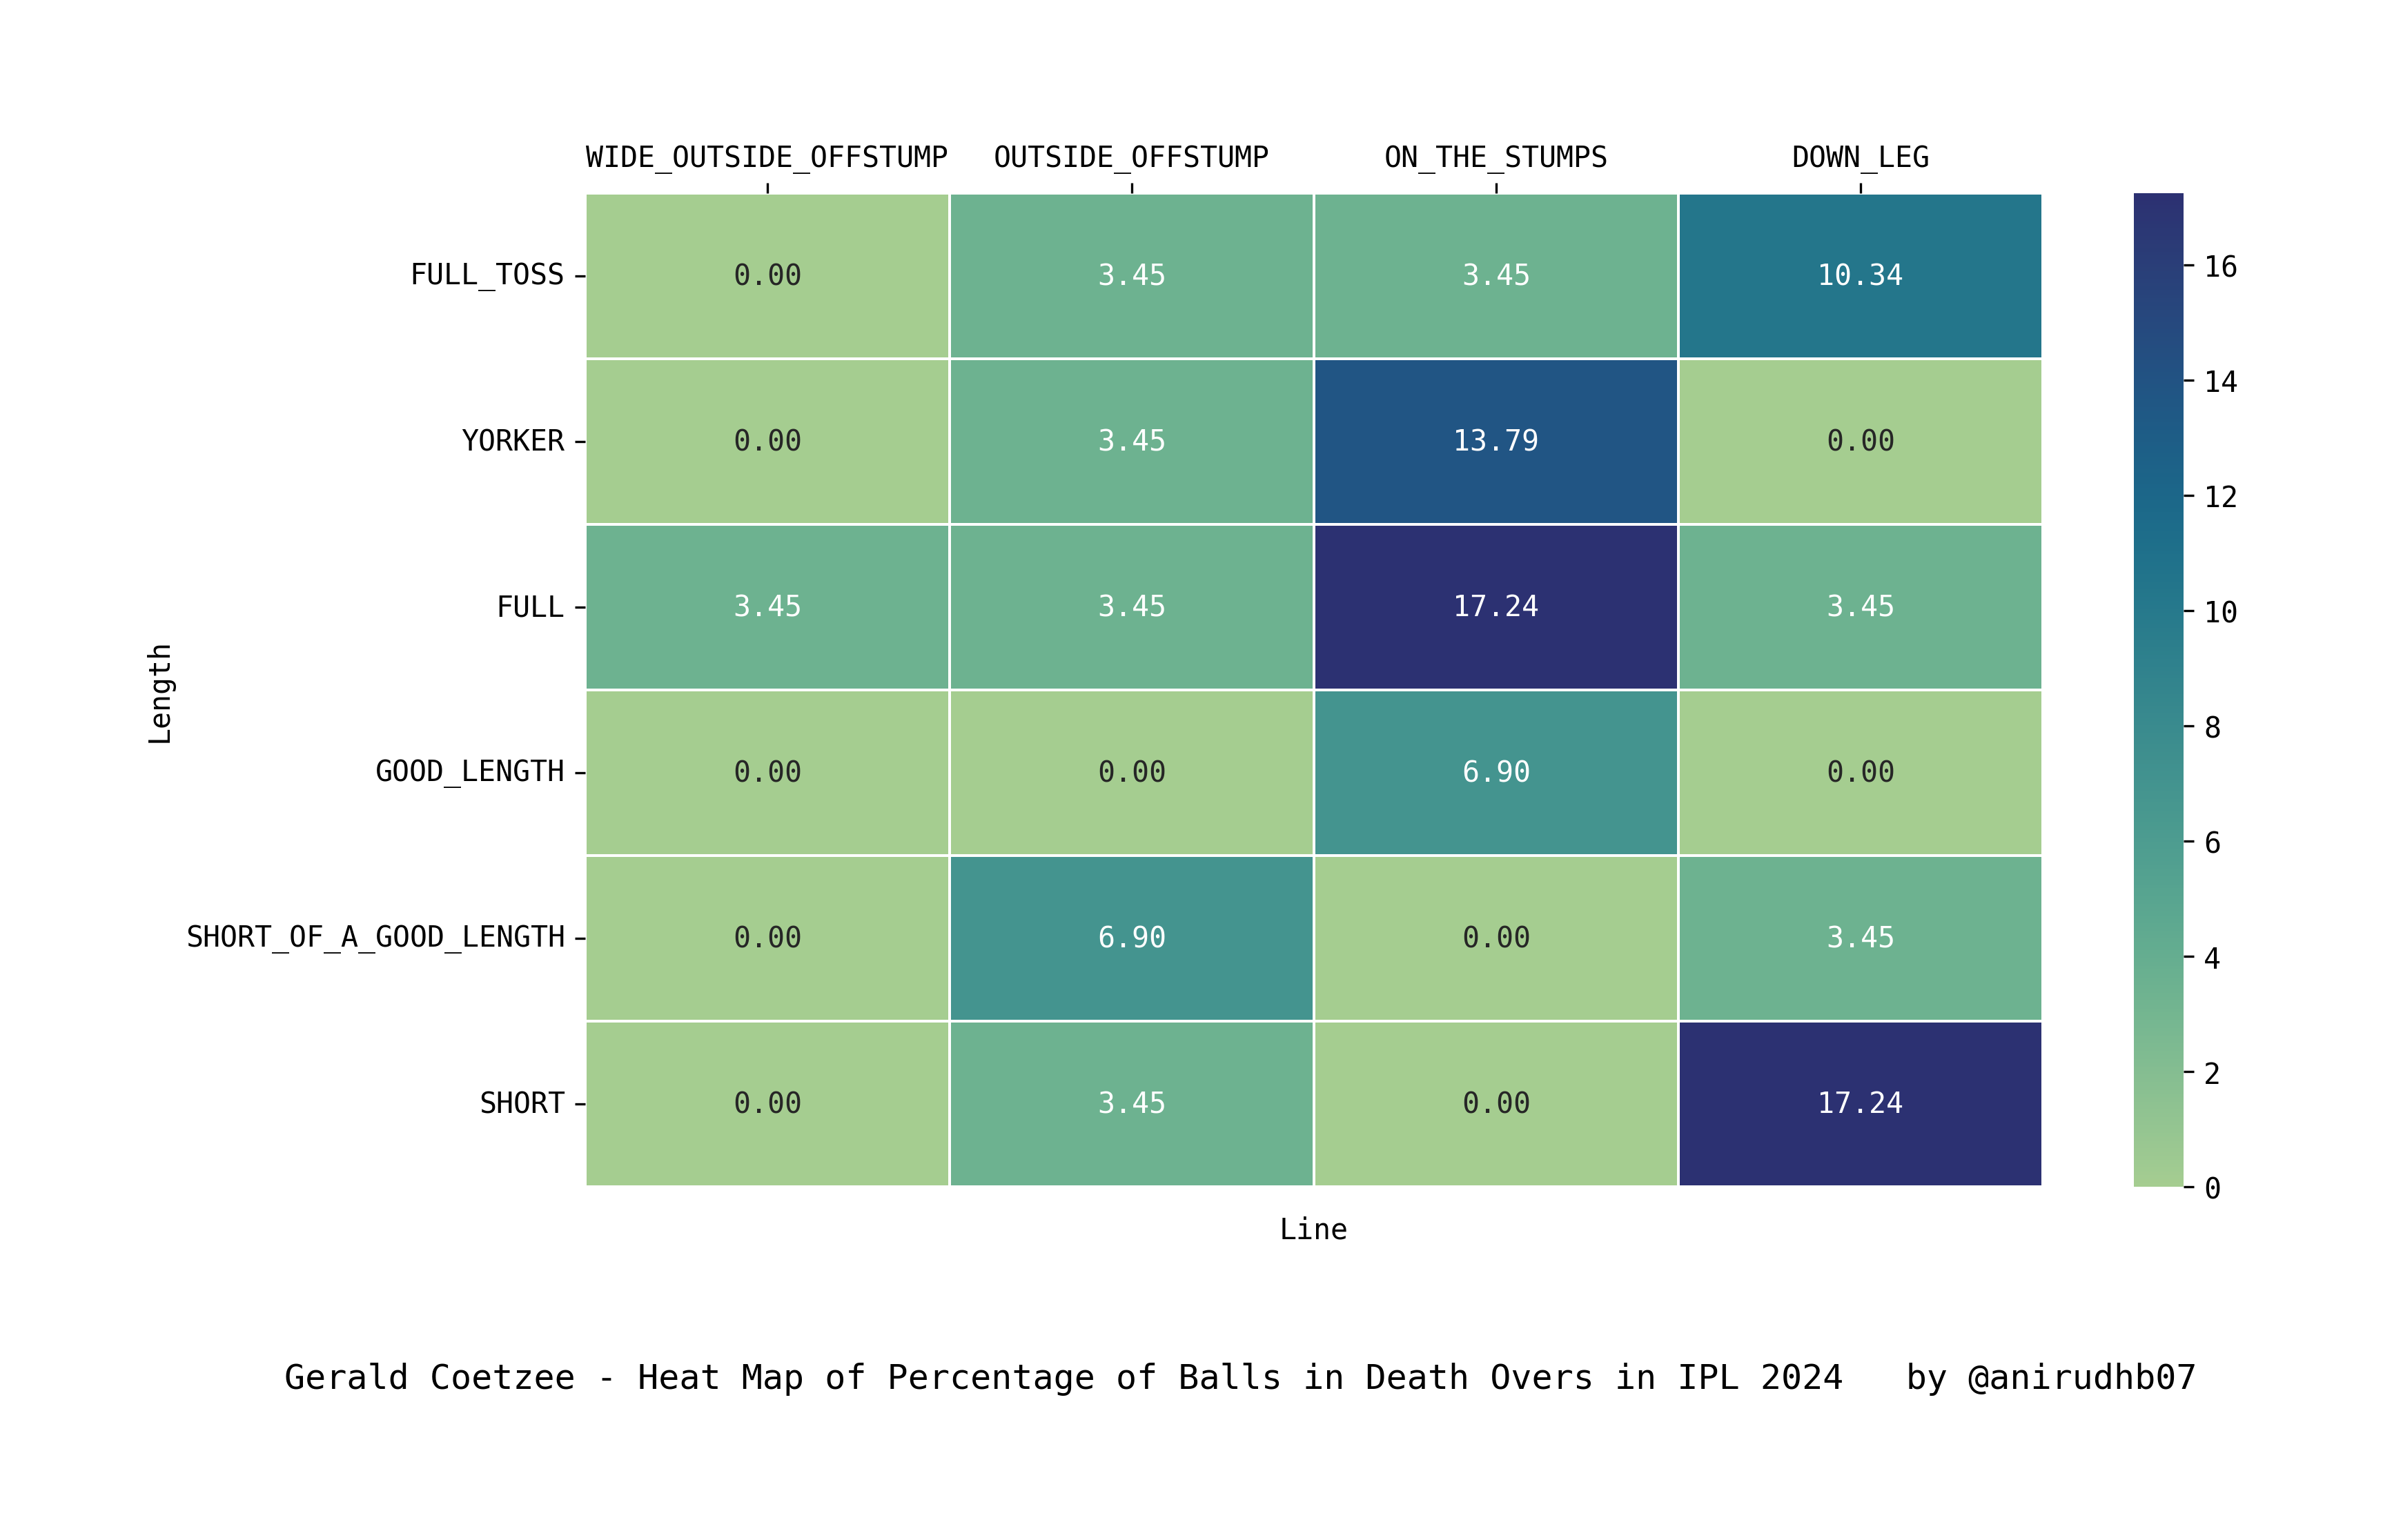 WIDE_OUTSIDE_OFFSTUMP OUTSIDE_OFFSTUMP ON_THE_STUMPS DOWN_LEG
FULL_TOSS 0.00 3.45 3.45 10.34
YORKER 0.00 3.45 13.79 0.00
FULL 3.45 3.45 17.24 3.45
GOOD_LENGTH 0.00 0.00 6.90 0.00
SHORT_OF_A_GOOD_LENGTH 0.00 6.90 0.00 3.45
SHORT 0.00 3.45 0.00 17.24
Length
Line
16
14
12
10
8
6
4
2
0
Gerald Coetzee - Heat Map of Percentage of Balls in Death Overs in IPL 2024 by @anirudhb07